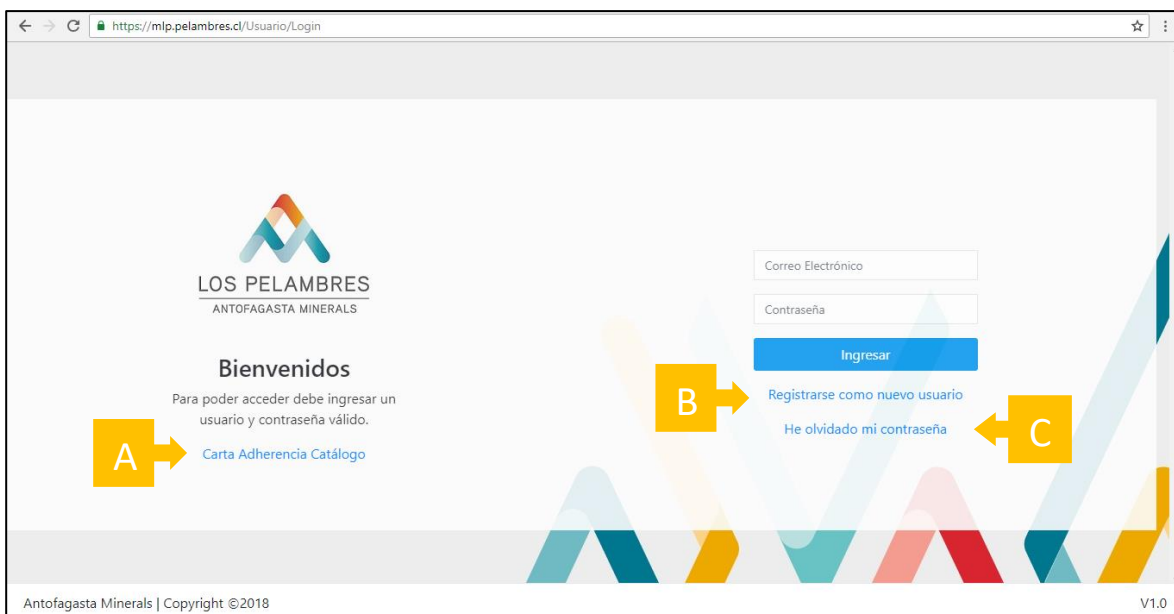 https://mlp.pelambres.cl/Usuario/Login
LOS PELAMBRES
ANTOFAGASTA MINERALS
Bienvenidos
Para poder acceder debe ingresar un
usuario y contraseña válido.
A
Carta Adherencia Catálogo
Correo Electrónico
Contraseña
Ingresar
B
Registrarse como nuevo usuario
He olvidado mi contraseña
C
Antofagasta Minerals | Copyright ©2018
V1.0